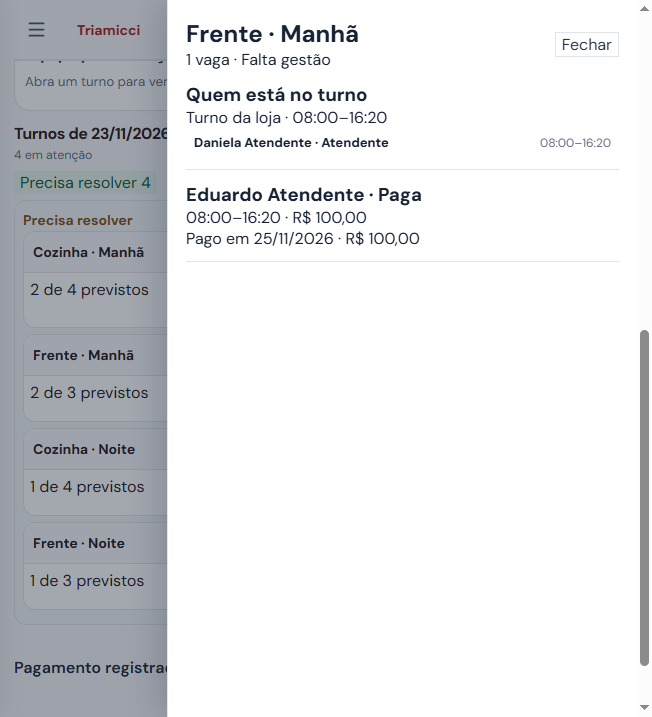 Triamicci
Abra um turno para ver
Turnos de 23/11/2026
4 em atenção
Precisa resolver 4
Precisa resolver
Cozinha · Manhã
2 de 4 previstos
Frente · Manhã
2 de 3 previstos
Cozinha · Noite
1 de 4 previstos
Frente · Noite
1 de 3 previstos
Pagamento
Frente · Manhã
1 vaga · Falta gestão
Fechar
Quem está no turno
Turno da loja · 08:00–16:20
Daniela Atendente · Atendente 08:00–16:20
Eduardo Atendente · Paga
08:00–16:20 · R$ 100,00
Pago em 25/11/2026 · R$ 100,00